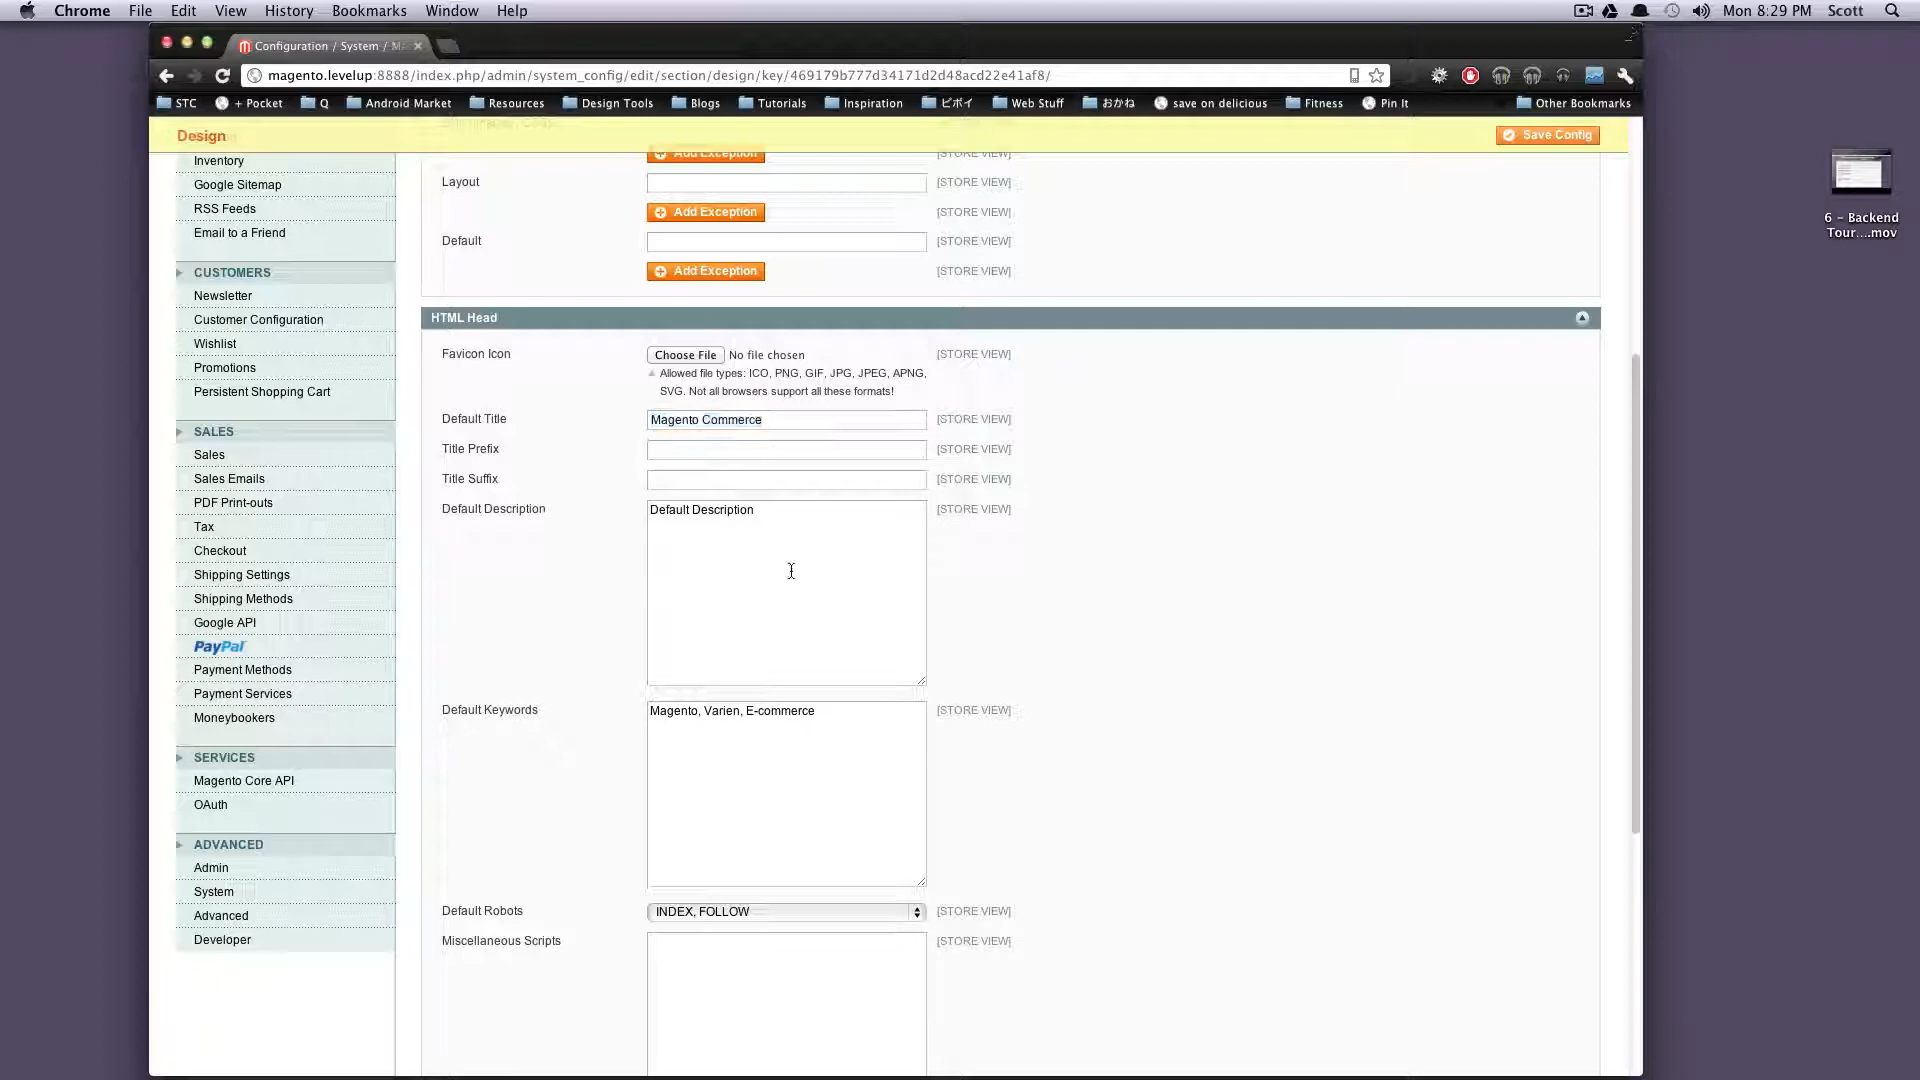 Chrome File Edit View History Bookmarks Window Help Mon 8:29 PM Scott
Configuration / System / M
magento.levelup:8888/index.php/admin/system_config/edit/section/design/key/469179b777d34171d2d48acd22e41af8/
STC + Pocket Q Android Market Resources Design Tools Blogs Tutorials Inspiration ビボイ Web Stuff おかね save on delicious Fitness Pin It Other Bookmarks
Design Save Config
Inventory
Google Sitemap
RSS Feeds
Email to a Friend
CUSTOMERS
Newsletter
Customer Configuration
Wishlist
Promotions
Persistent Shopping Cart
SALES
Sales
Sales Emails
PDF Print-outs
Tax
Checkout
Shipping Settings
Shipping Methods
Google API
PayPal
Payment Methods
Payment Services
Moneybookers
SERVICES
Magento Core API
OAuth
ADVANCED
Admin
System
Advanced
Developer
Add Exception [STORE VIEW]
Layout [STORE VIEW]
Add Exception [STORE VIEW]
Default [STORE VIEW]
Add Exception [STORE VIEW]
HTML Head
Favicon Icon Choose File No file chosen [STORE VIEW]
Allowed file types: ICO, PNG, GIF, JPG, JPEG, APNG,
SVG. Not all browsers support all these formats!
Default Title Magento Commerce [STORE VIEW]
Title Prefix [STORE VIEW]
Title Suffix [STORE VIEW]
Default Description Default Description [STORE VIEW]
Default Keywords Magento, Varien, E-commerce [STORE VIEW]
Default Robots INDEX, FOLLOW [STORE VIEW]
Miscellaneous Scripts [STORE VIEW]
6 - Backend
Tour....mov